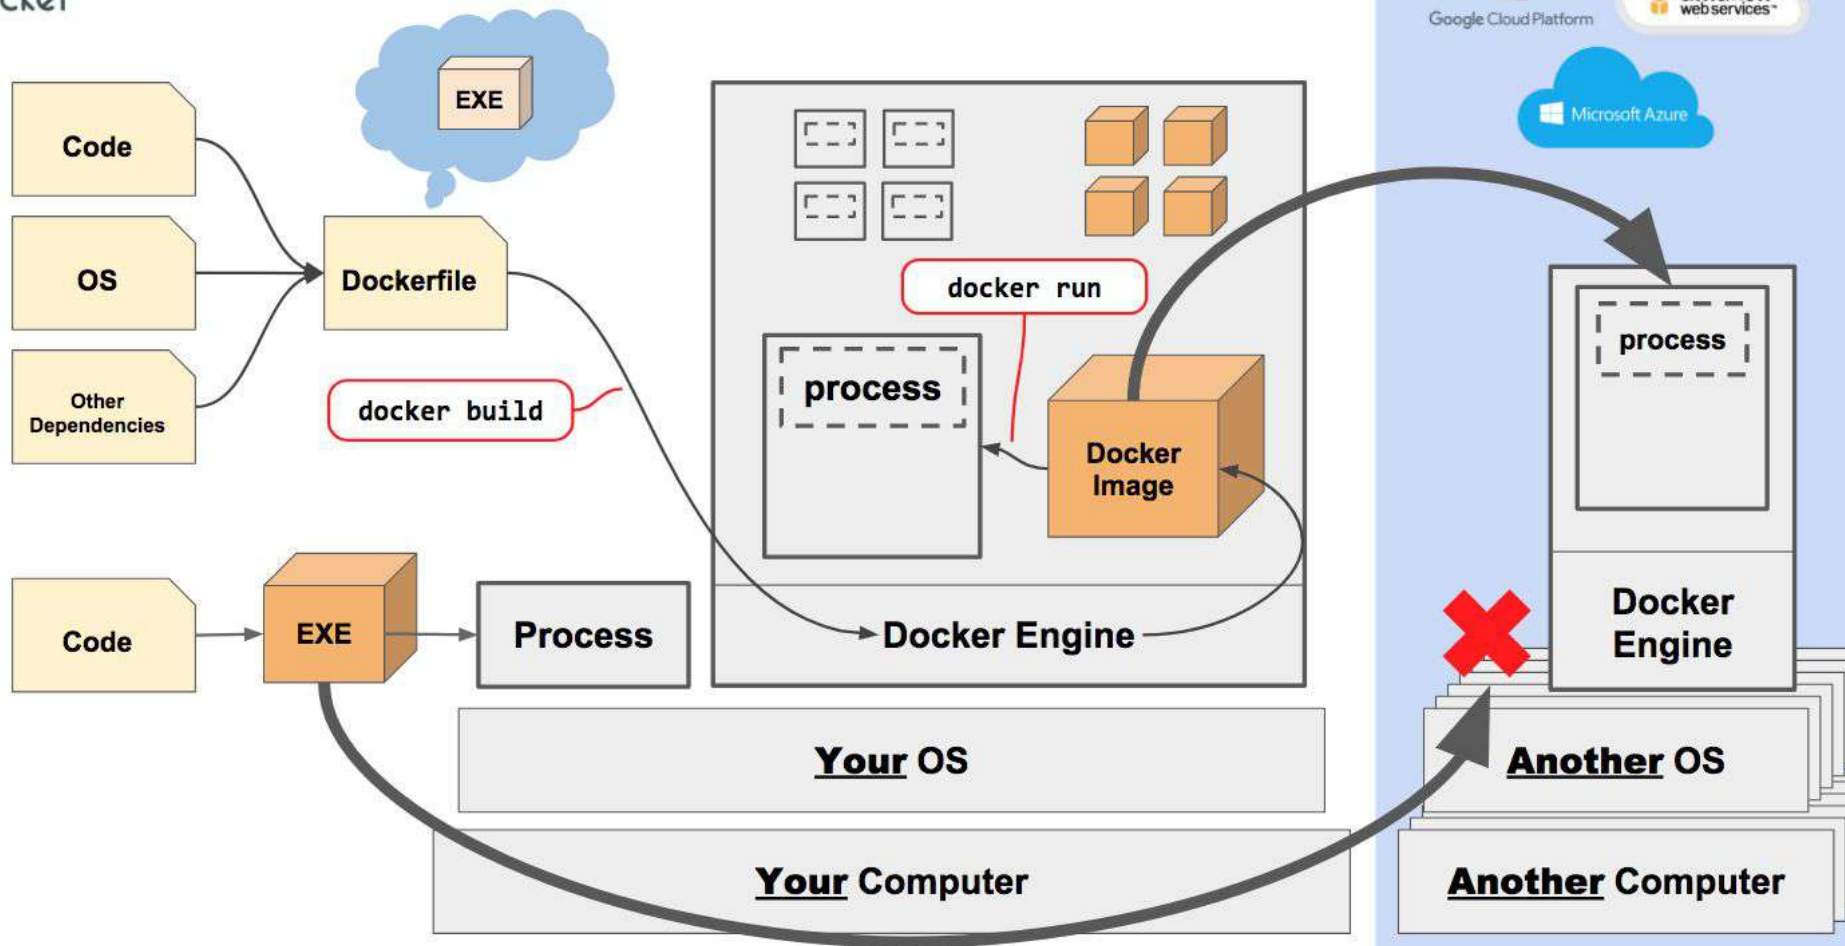 Google Cloud Platform
web services™
EXE
Code
Microsoft Azure
OS
Dockerfile
docker run
process
process
Other
Dependencies
docker build
Docker
Image
Code
EXE
Process
Docker Engine
Docker
Engine
Your OS
Another OS
Your Computer
Another Computer